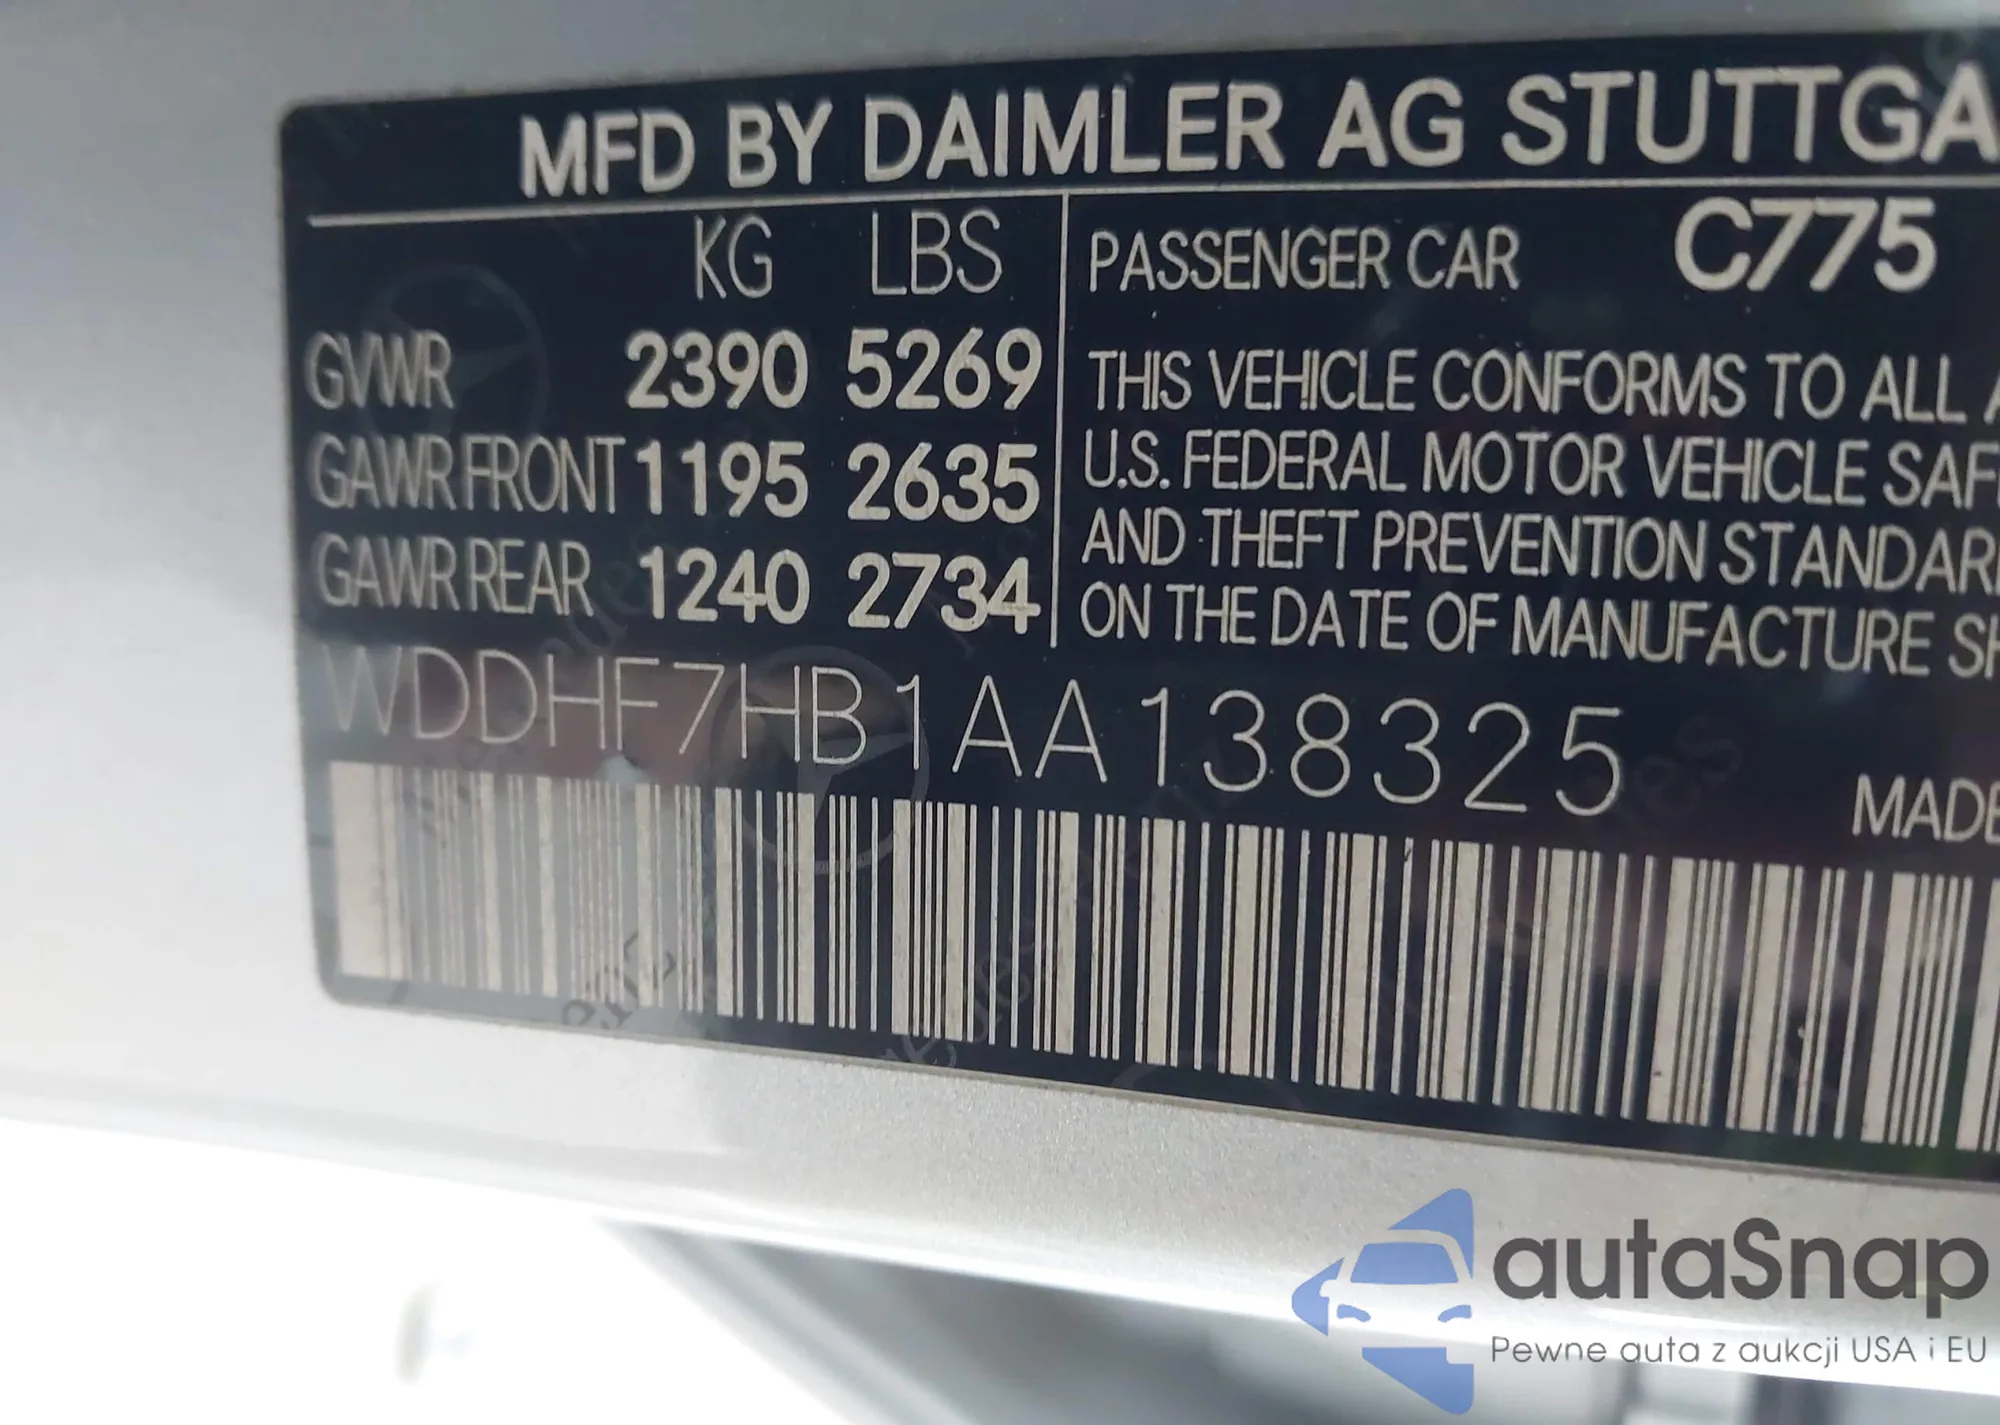 MFD BY DAIMLER AG STUTTGA
KG LBS
GVWR 2390 5269
GAWR FRONT 1195 2635
GAWR REAR 1240 2734
PASSENGER CAR C775
THIS VEHICLE CONFORMS TO ALL A
U.S. FEDERAL MOTOR VEHICLE SAF
AND THEFT PREVENTION STANDAR
ON THE DATE OF MANUFACTURE SH
WDDHF7HB1AA138325
MADE
autaSnap
Pewne auta z aukcji USA i EU